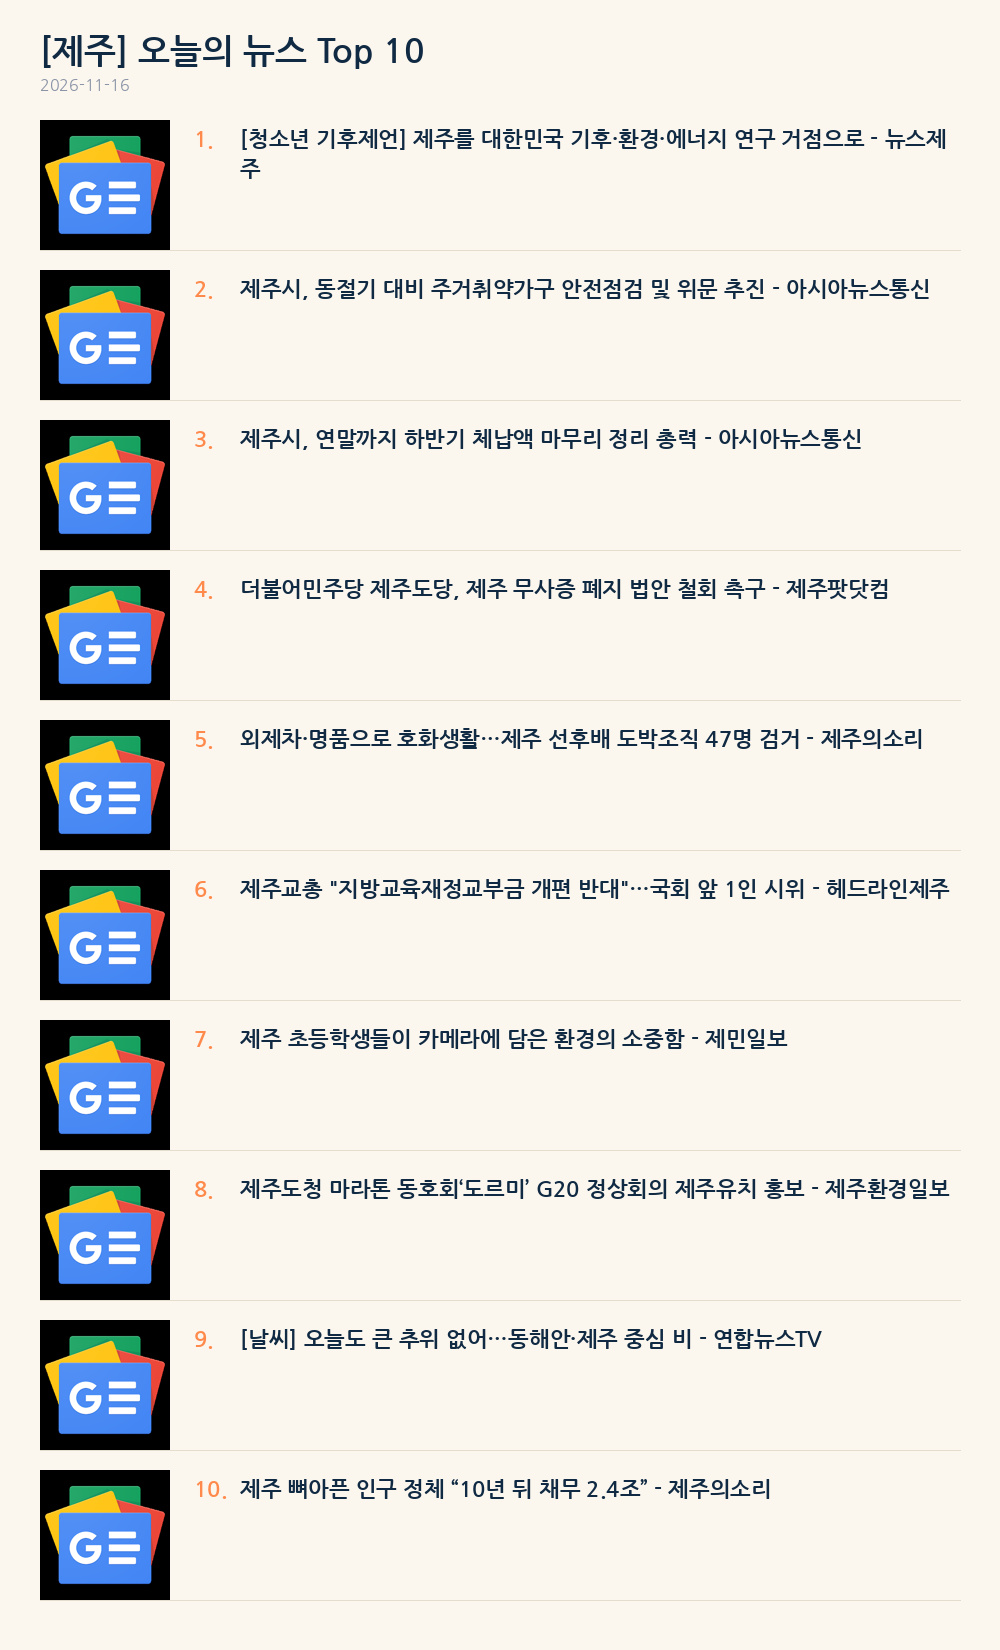 [제주] 오늘의 뉴스 Top 10
2026-11-16
1. [청소년 기후제언] 제주를 대한민국 기후·환경·에너지 연구 거점으로 - 뉴스제
주
2. 제주시, 동절기 대비 주거취약가구 안전점검 및 위문 추진 - 아시아뉴스통신
3. 제주시, 연말까지 하반기 체납액 마무리 정리 총력 - 아시아뉴스통신
4. 더불어민주당 제주도당, 제주 무사증 폐지 법안 철회 촉구 - 제주팟닷컴
5. 외제차·명품으로 호화생활…제주 선후배 도박조직 47명 검거 - 제주의소리
6. 제주교총 "지방교육재정교부금 개편 반대"…국회 앞 1인 시위 - 헤드라인제주
7. 제주 초등학생들이 카메라에 담은 환경의 소중함 - 제민일보
8. 제주도청 마라톤 동호회‘도르미’ G20 정상회의 제주유치 홍보 - 제주환경일보
9. [날씨] 오늘도 큰 추위 없어…동해안·제주 중심 비 - 연합뉴스TV
10. 제주 뼈아픈 인구 정체 “10년 뒤 채무 2.4조” - 제주의소리